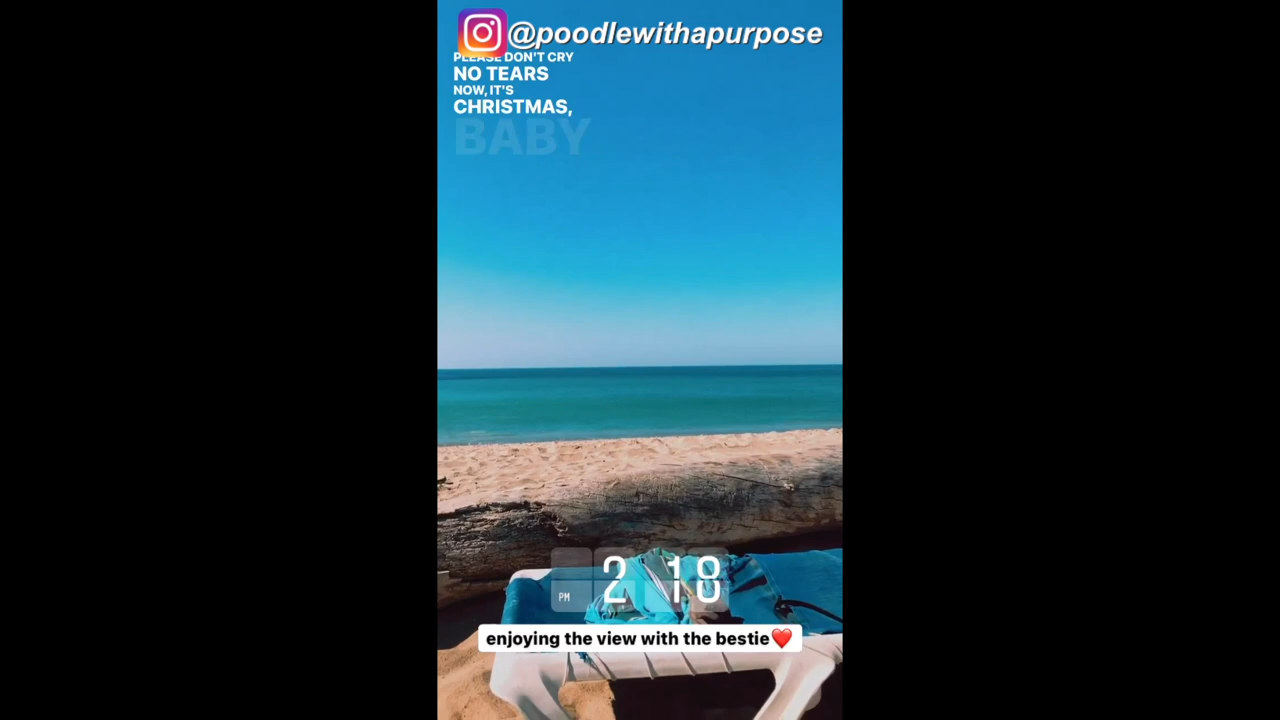 @poodlewithapurpose
PLEASE DON'T CRY
NO TEARS
NOW, IT'S
CHRISTMAS,
BABY
PM 2 18
enjoying the view with the bestie❤️